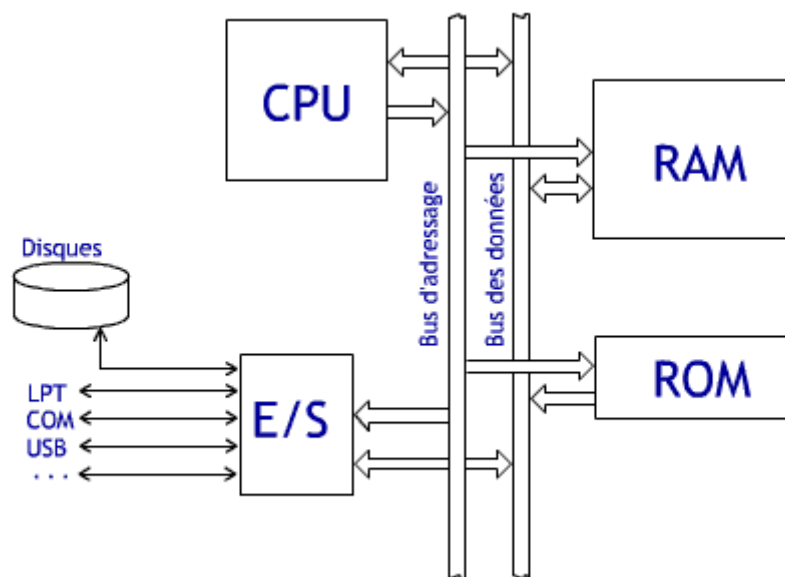 CPU
RAM
Bus d'adressage
Bus des données
Disques
LPT
COM
USB
. . .
E/S
ROM